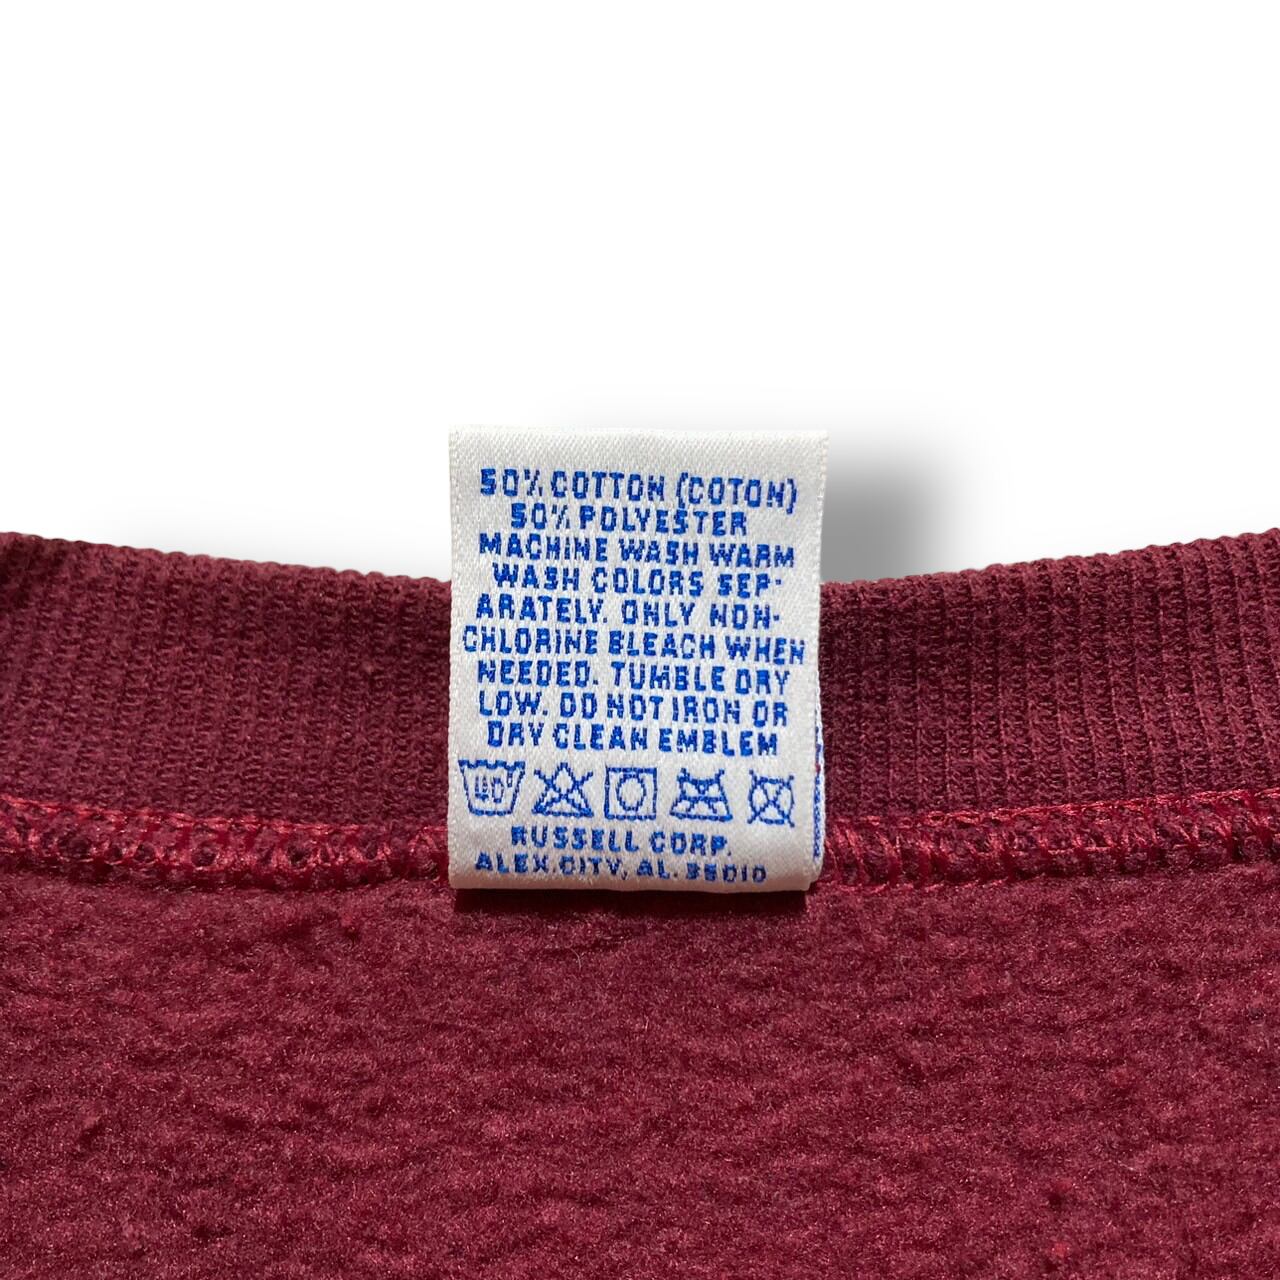 50% COTTON (COTON)
50% POLYESTER
MACHINE WASH WARM
WASH COLORS SEP-
ARATELY. ONLY NON-
CHLORINE BLEACH WHEN
NEEDED. TUMBLE DRY
LOW. DO NOT IRON OR
DRY CLEAN EMBLEM
40°
RUSSELL CORP.
ALEX.CITY, AL. 35010